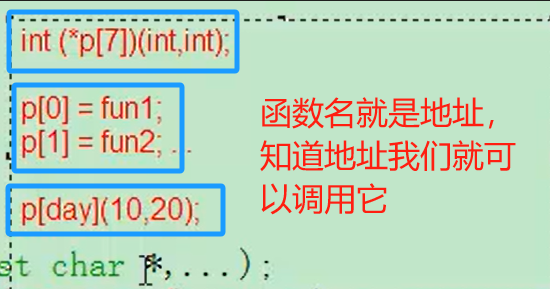 int (*p[7])(int,int);
p[0] = fun1;
p[1] = fun2; ...
函数名就是地址，
知道地址我们就可
以调用它
p[day](10,20);
st char *,...);